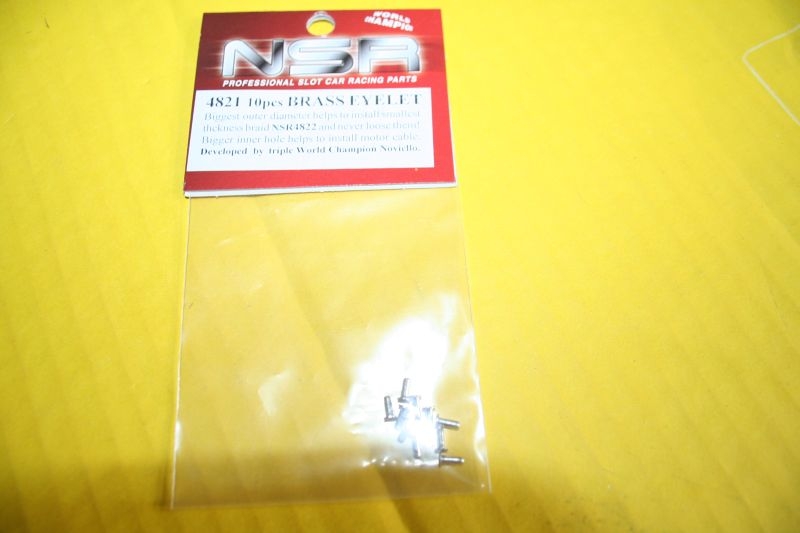 WORLD
CHAMPION
NSR
PROFESSIONAL SLOT CAR RACING PARTS
4821 10pcs BRASS EYELET
Biggest outer diameter helps to install smallest
thickness braid NSR4822 and never loose them!
Bigger inner hole helps to install motor cable.
Developed by triple World Champion Noviello.